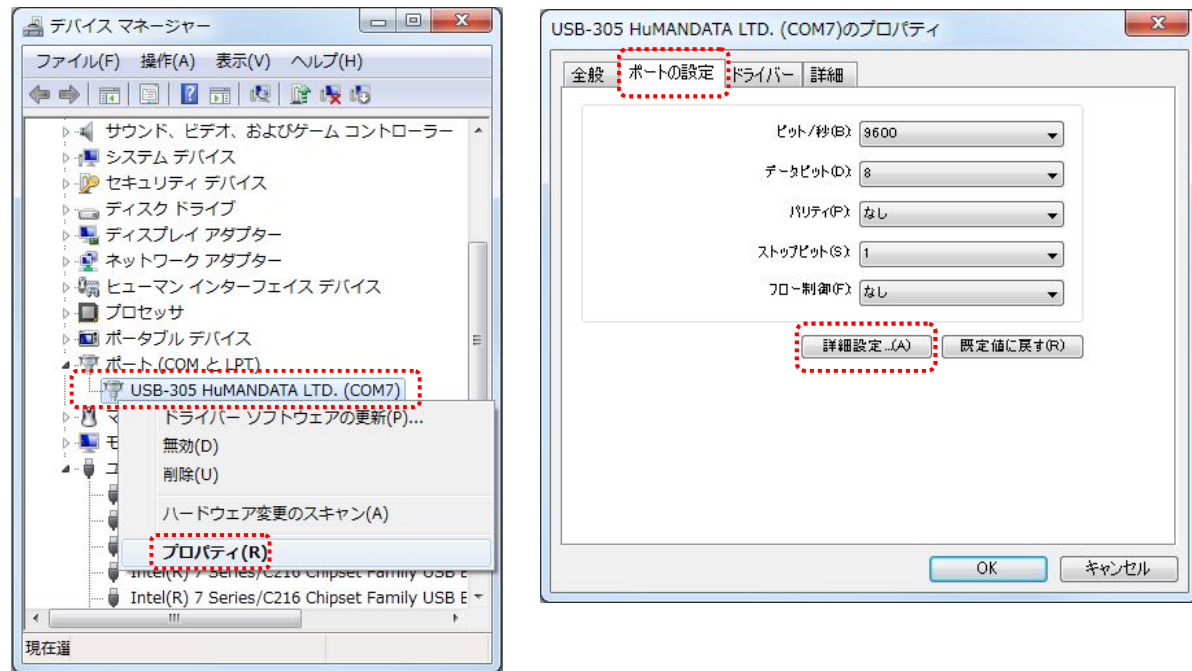 デバイス マネージャー
ファイル(F) 操作(A) 表示(V) ヘルプ(H)
サウンド、ビデオ、およびゲーム コントローラー
システム デバイス
セキュリティ デバイス
ディスク ドライブ
ディスプレイ アダプター
ネットワーク アダプター
ヒューマン インターフェイス デバイス
プロセッサ
ポータブル デバイス
ポート (COM と LPT)
USB-305 HuMANDATA LTD. (COM7)
マ
モ
ユ
ドライバー ソフトウェアの更新(P)...
無効(D)
削除(U)
ハードウェア変更のスキャン(A)
プロパティ(R)
Intel(R) 7 Series/C216 Chipset Family USB E
Intel(R) 7 Series/C216 Chipset Family USB E
現在選
USB-305 HuMANDATA LTD. (COM7)のプロパティ
全般 ポートの設定 ドライバー 詳細
ビット/秒(B): 9600
データビット(D): 8
パリティ(P): なし
ストップビット(S): 1
フロー制御(F): なし
詳細設定...(A) 既定値に戻す(R)
OK キャンセル